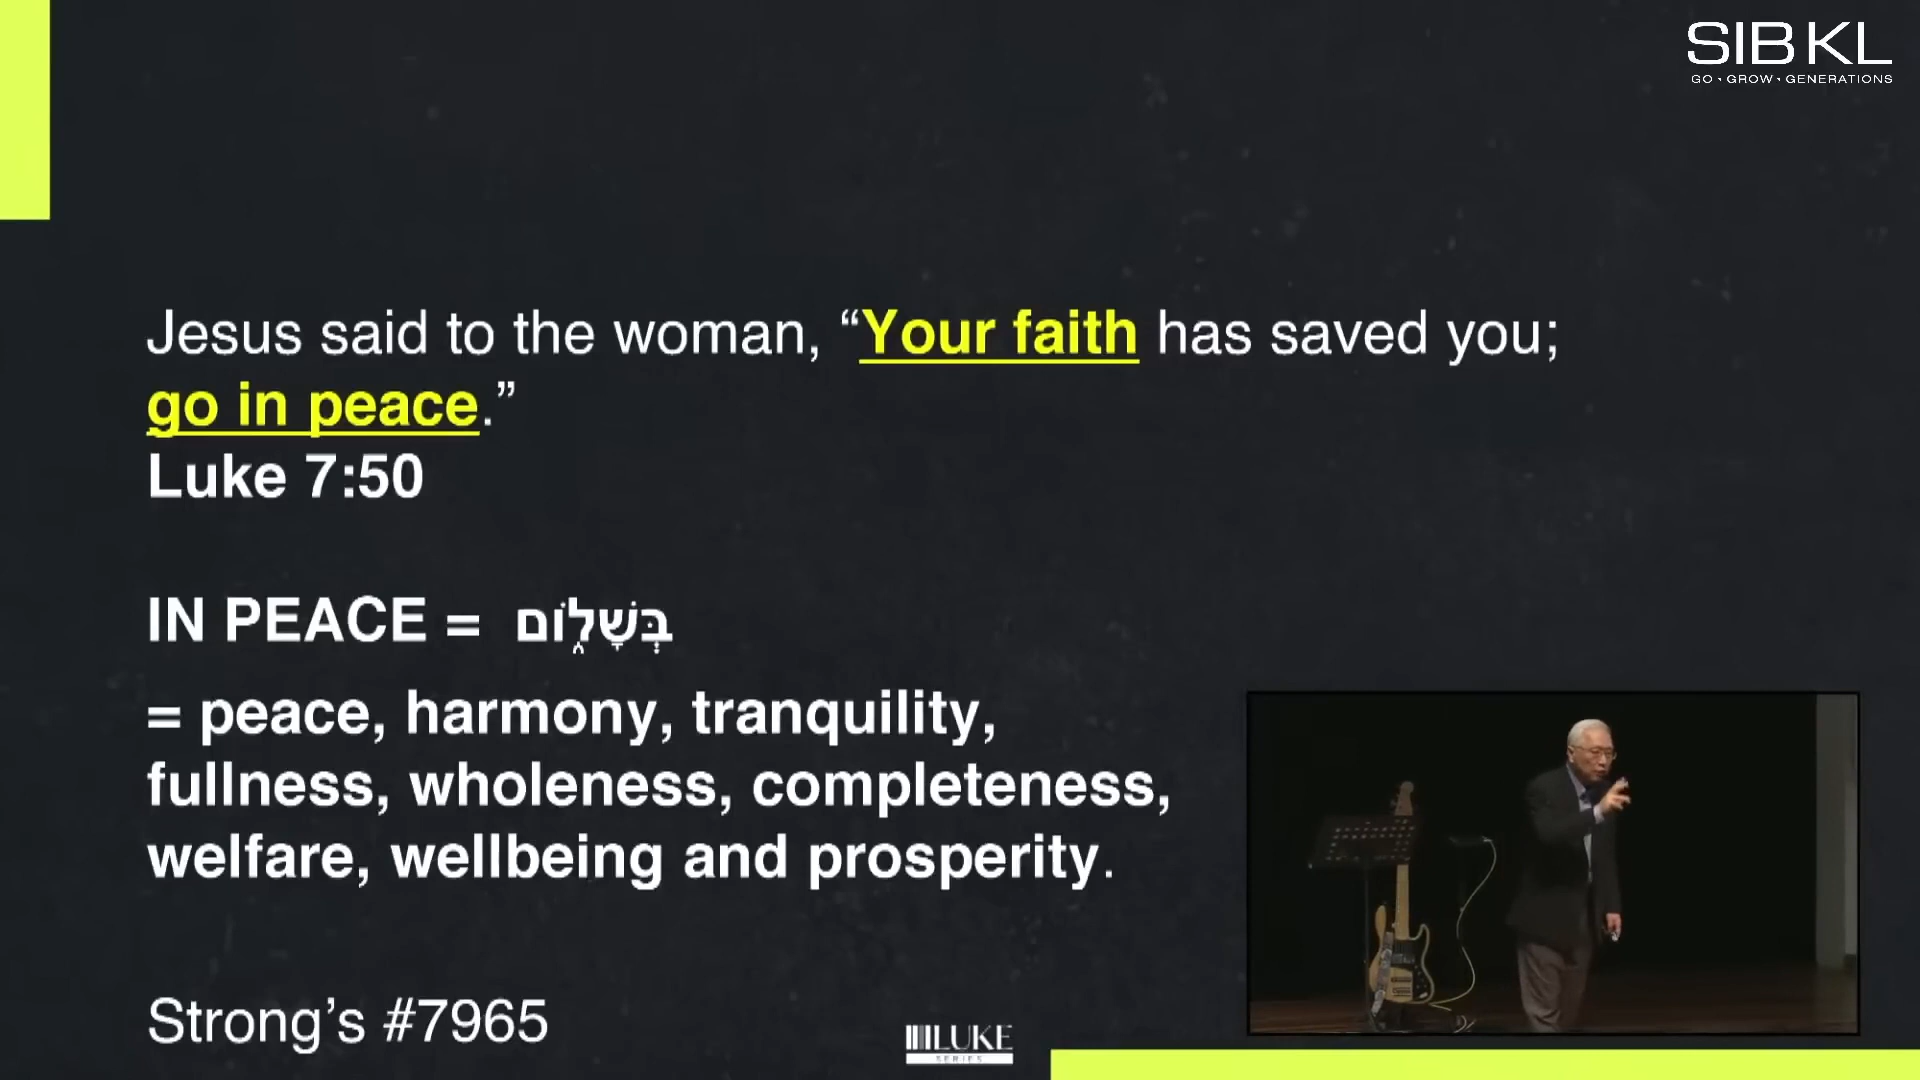 SIBKL
GO • GROW • GENERATIONS
Jesus said to the woman, “Your faith has saved you;
go in peace.”
Luke 7:50
IN PEACE = בְּשָׁל֑וֹם
= peace, harmony, tranquility,
fullness, wholeness, completeness,
welfare, wellbeing and prosperity.
Strong’s #7965
LUKE
SERIES